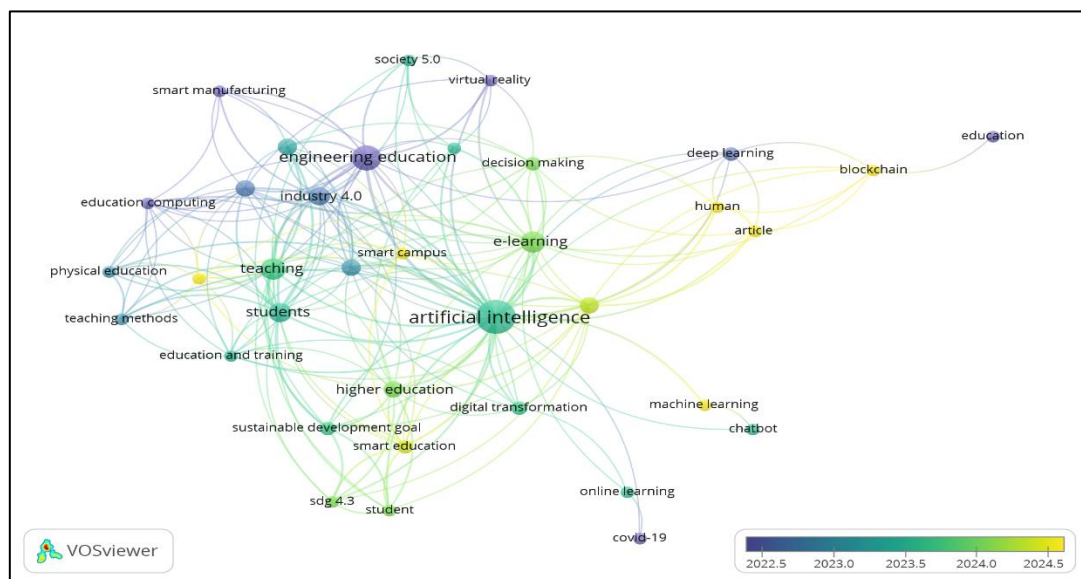 society 5.0
virtual reality
smart manufacturing
education
engineering education
decision making
deep learning
blockchain
industry 4.0
education computing
human
article
e-learning
smart campus
teaching
physical education
students
artificial intelligence
teaching methods
education and training
higher education
digital transformation
machine learning
sustainable development goal
chatbot
smart education
online learning
sdg 4.3
student
covid-19
VOSviewer
2022.5 2023.0 2023.5 2024.0 2024.5